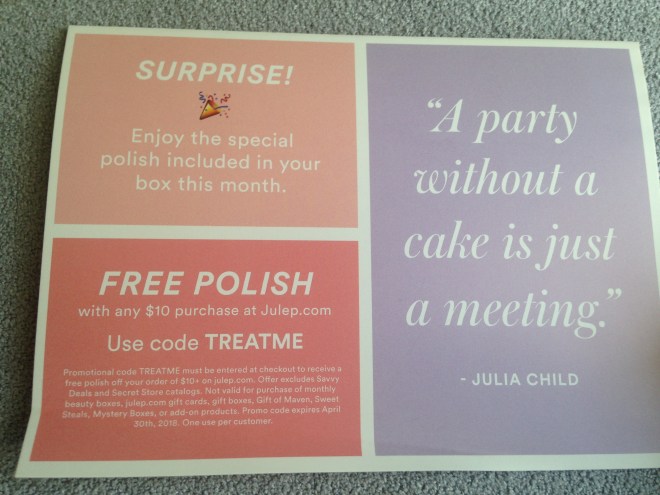 SURPRISE!
Enjoy the special
polish included in your
box this month.
FREE POLISH
with any $10 purchase at Julep.com
Use code TREATME
Promotional code TREATME must be entered at checkout to receive a
free polish off your order of $10+ on julep.com. Offer excludes Savvy
Deals and Secret Store catalogs. Not valid for purchase of monthly
beauty boxes, julep.com gift cards, gift boxes, Gift of Maven, Sweet
Steals, Mystery Boxes, or add-on products. Promo code expires April
30th, 2018. One use per customer.
“A party
without a
cake is just
a meeting.”
- JULIA CHILD